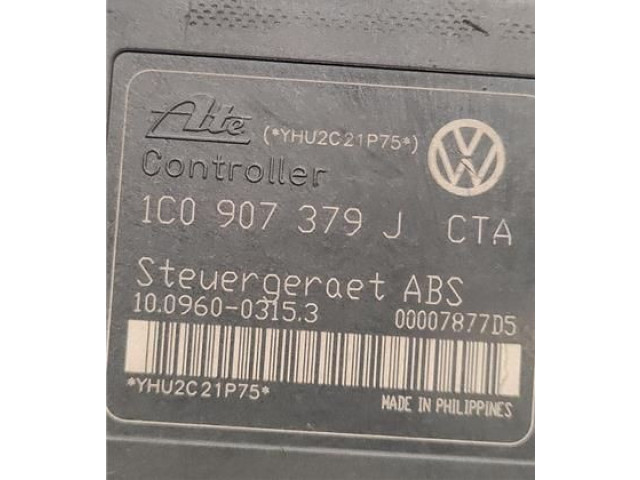 Ate (*YHU2C21P75*)
Controller
1C0 907 379 J CTA
Steuergeraet ABS
10.0960-0315.3 00007877D5
*YHU2C21P75* MADE IN PHILIPPINES